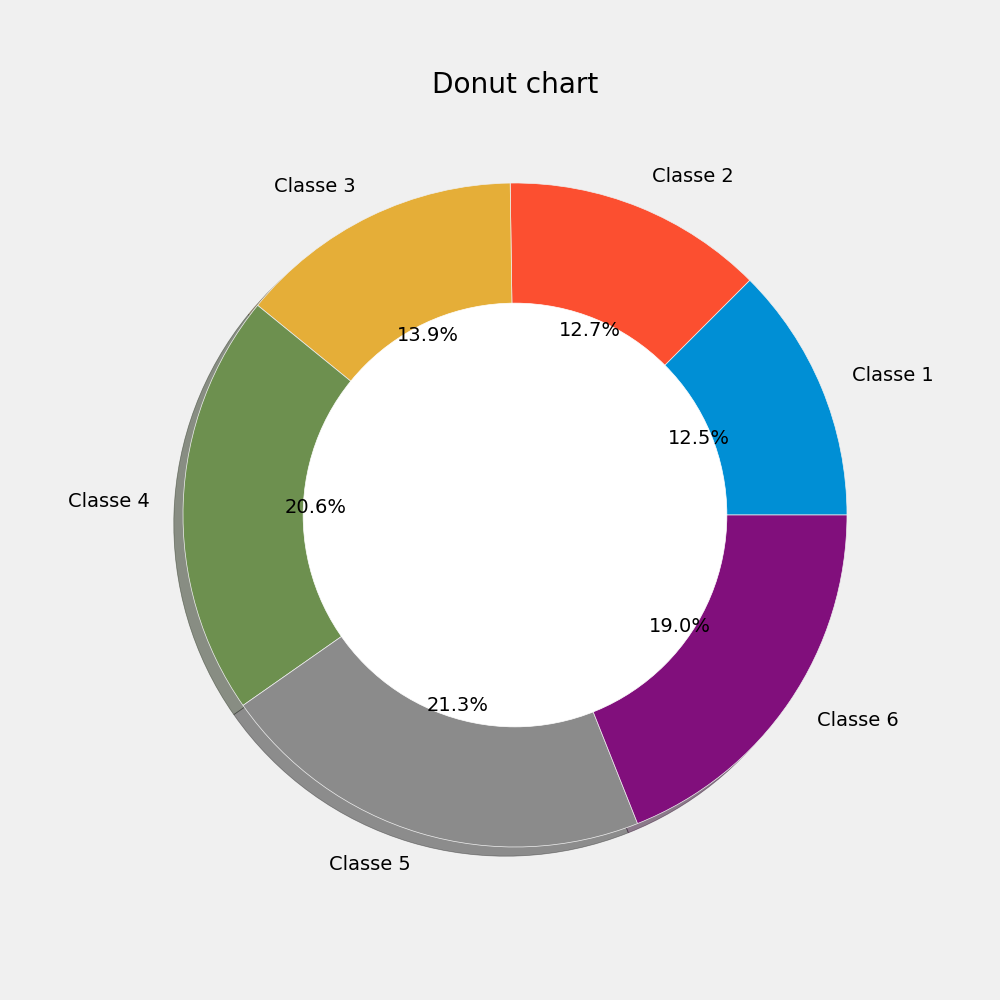 Donut chart
Classe 1
12.5%
Classe 2
12.7%
Classe 3
13.9%
Classe 4
20.6%
Classe 5
21.3%
Classe 6
19.0%